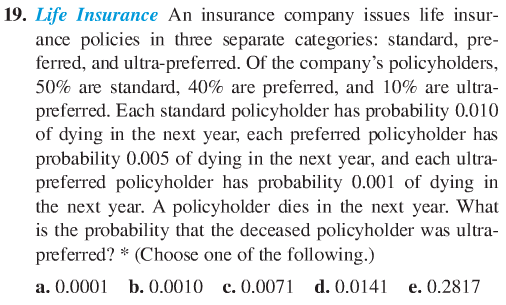 19. Life Insurance An insurance company issues life insur-
ance policies in three separate categories: standard, pre-
ferred, and ultra-preferred. Of the company's policyholders,
50% are standard, 40% are preferred, and 10% are ultra-
preferred. Each standard policyholder has probability 0.010
of dying in the next year, each preferred policyholder has
probability 0.005 of dying in the next year, and each ultra-
preferred policyholder has probability 0.001 of dying in
the next year. A policyholder dies in the next year. What
is the probability that the deceased policyholder was ultra-
preferred? * (Choose one of the following.)
a. 0.0001 b. 0.0010 c. 0.0071 d. 0.0141 e. 0.2817